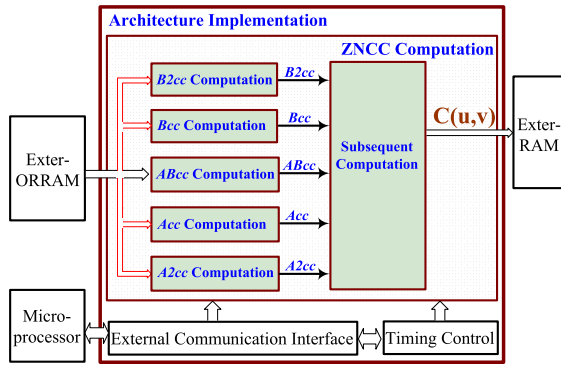 Architecture Implementation
ZNCC Computation
B2cc Computation
B2cc
Bcc Computation
Bcc
ABcc Computation
ABcc
Acc Computation
Acc
A2cc Computation
A2cc
Subsequent
Computation
C(u,v)
Exter-
ORRAM
Exter-
RAM
Micro-
processor
External Communication Interface
Timing Control